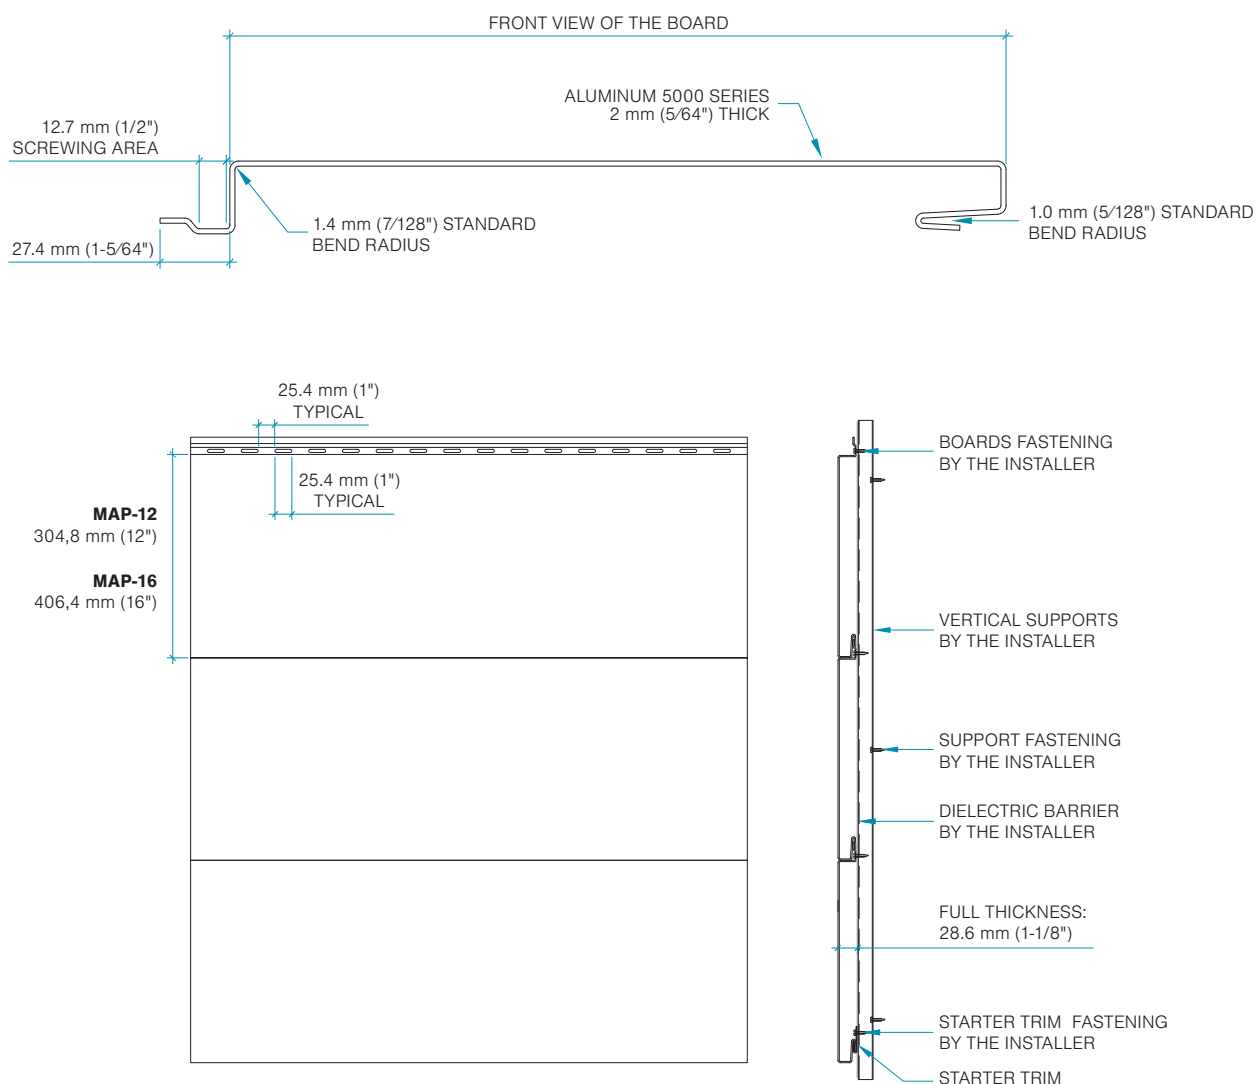 FRONT VIEW OF THE BOARD
ALUMINUM 5000 SERIES
2 mm (5/64") THICK
12.7 mm (1/2")
SCREWING AREA
1.4 mm (7/128") STANDARD
BEND RADIUS
1.0 mm (5/128") STANDARD
BEND RADIUS
27.4 mm (1-5/64")
25.4 mm (1")
TYPICAL
25.4 mm (1")
TYPICAL
MAP-12
304,8 mm (12")
MAP-16
406,4 mm (16")
BOARDS FASTENING
BY THE INSTALLER
VERTICAL SUPPORTS
BY THE INSTALLER
SUPPORT FASTENING
BY THE INSTALLER
DIELECTRIC BARRIER
BY THE INSTALLER
FULL THICKNESS:
28.6 mm (1-1/8")
STARTER TRIM FASTENING
BY THE INSTALLER
STARTER TRIM